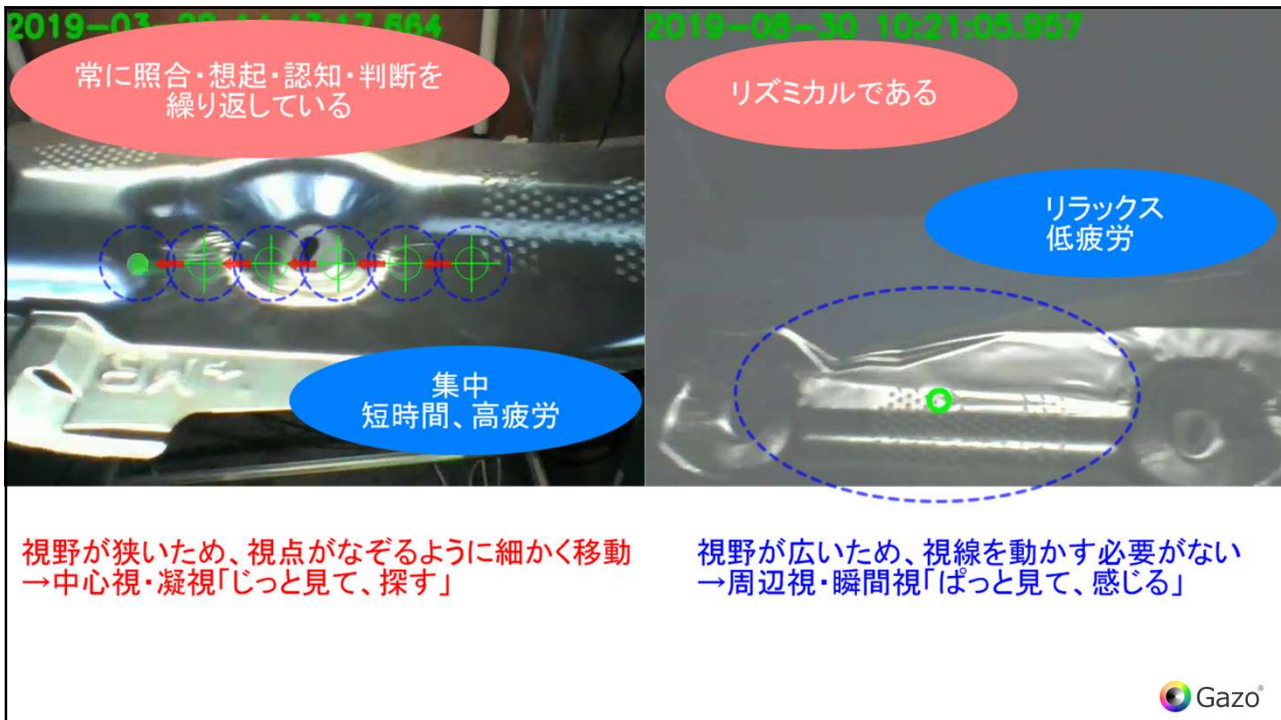 常に照合・想起・認知・判断を
繰り返している
集中
短時間、高疲労
視野が狭いため、視点がなぞるように細かく移動
→中心視・凝視「じっと見て、探す」
2019-08-30 10:21:05.957
リズミカルである
リラックス
低疲労
視野が広いため、視線を動かす必要がない
→周辺視・瞬間視「ぱっと見て、感じる」
Gazo